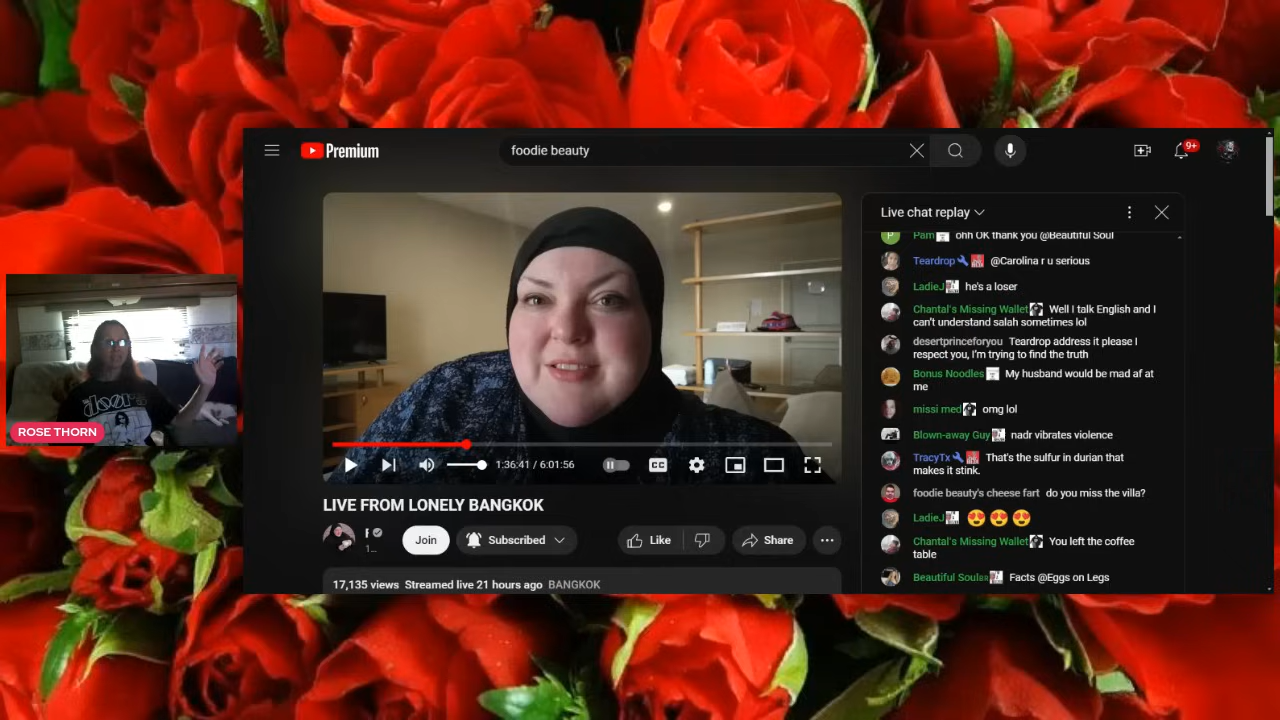 Premium
foodie beauty
9+
Live chat replay
Pam ohh OK thank you @Beautiful Soul
Teardrop @Carolina r u serious
LadieJ he's a loser
Chantal's Missing Wallet Well I talk English and I
can't understand salah sometimes lol
desertprinceforyou Teardrop address it please I
respect you, I'm trying to find the truth
Bonus Noodles My husband would be mad af at
me
missi med omg lol
Blown-away Guy nadr vibrates violence
TracyTx That's the sulfur in durian that
makes it stink.
foodie beauty's cheese fart do you miss the villa?
LadieJ 😍 😍 😍
Chantal's Missing Wallet You left the coffee
table
Beautiful Soul Facts @Eggs on Legs
the doors
ROSE THORN
1:36:41 / 6:01:56
CC
LIVE FROM LONELY BANGKOK
F
1...
Join
Subscribed
Like
Share
17,135 views Streamed live 21 hours ago BANGKOK